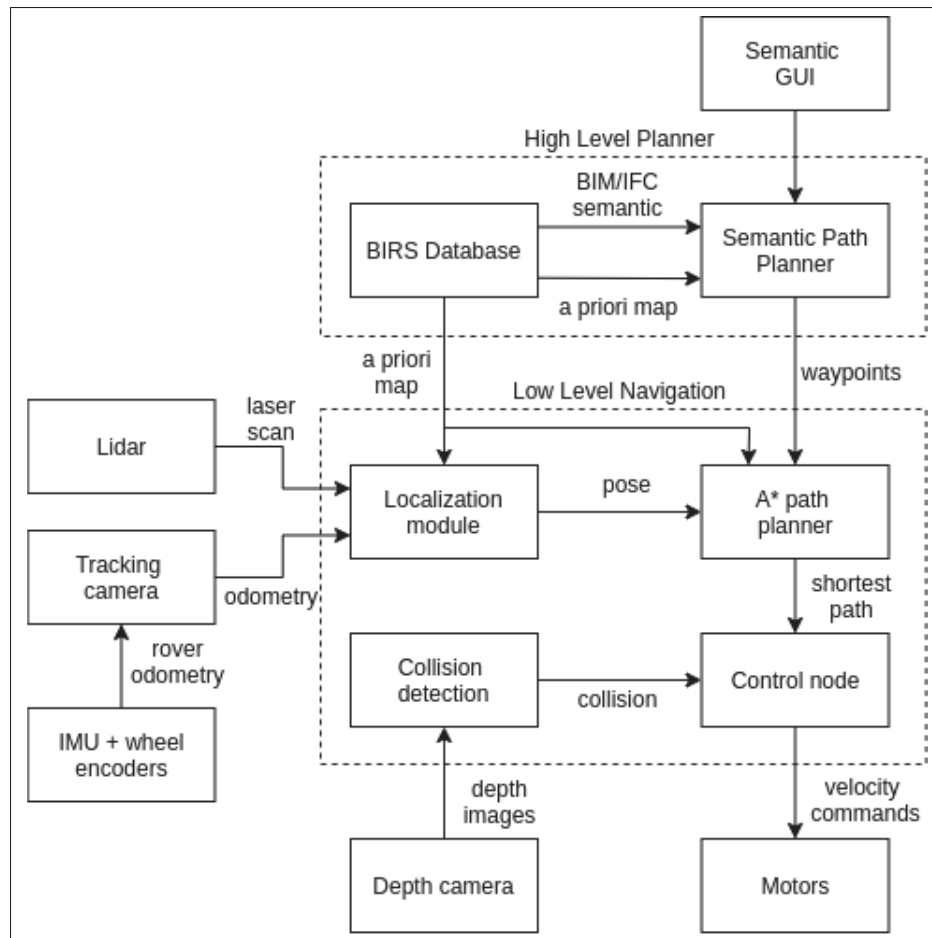 Semantic
GUI
High Level Planner
BIM/IFC
semantic
BIRS Database
Semantic Path
Planner
a priori map
a priori
map
waypoints
Low Level Navigation
laser
scan
Lidar
Localization
module
pose
A* path
planner
Tracking
camera
odometry
shortest
path
rover
odometry
Collision
detection
collision
Control node
IMU + wheel
encoders
depth
images
velocity
commands
Depth camera
Motors